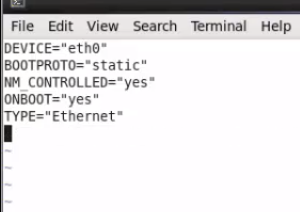 File Edit View Search Terminal Help
DEVICE="eth0"
BOOTPROTO="static"
NM_CONTROLLED="yes"
ONBOOT="yes"
TYPE="Ethernet"
~
~
~
~